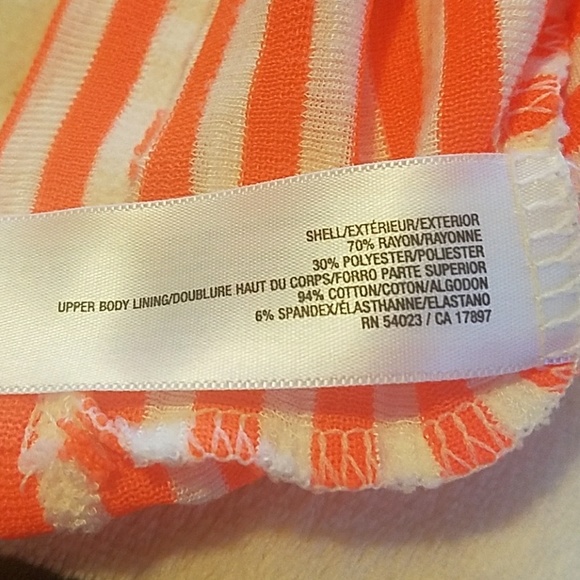 SHELL/EXTÉRIEUR/EXTERIOR
70% RAYON/RAYONNE
30% POLYESTER/POLIESTER
UPPER BODY LINING/DOUBLURE HAUT DU CORPS/FORRO PARTE SUPERIOR
94% COTTON/COTON/ALGODON
6% SPANDEX/ÉLASTHANNE/ELASTANO
RN 54023 / CA 17897